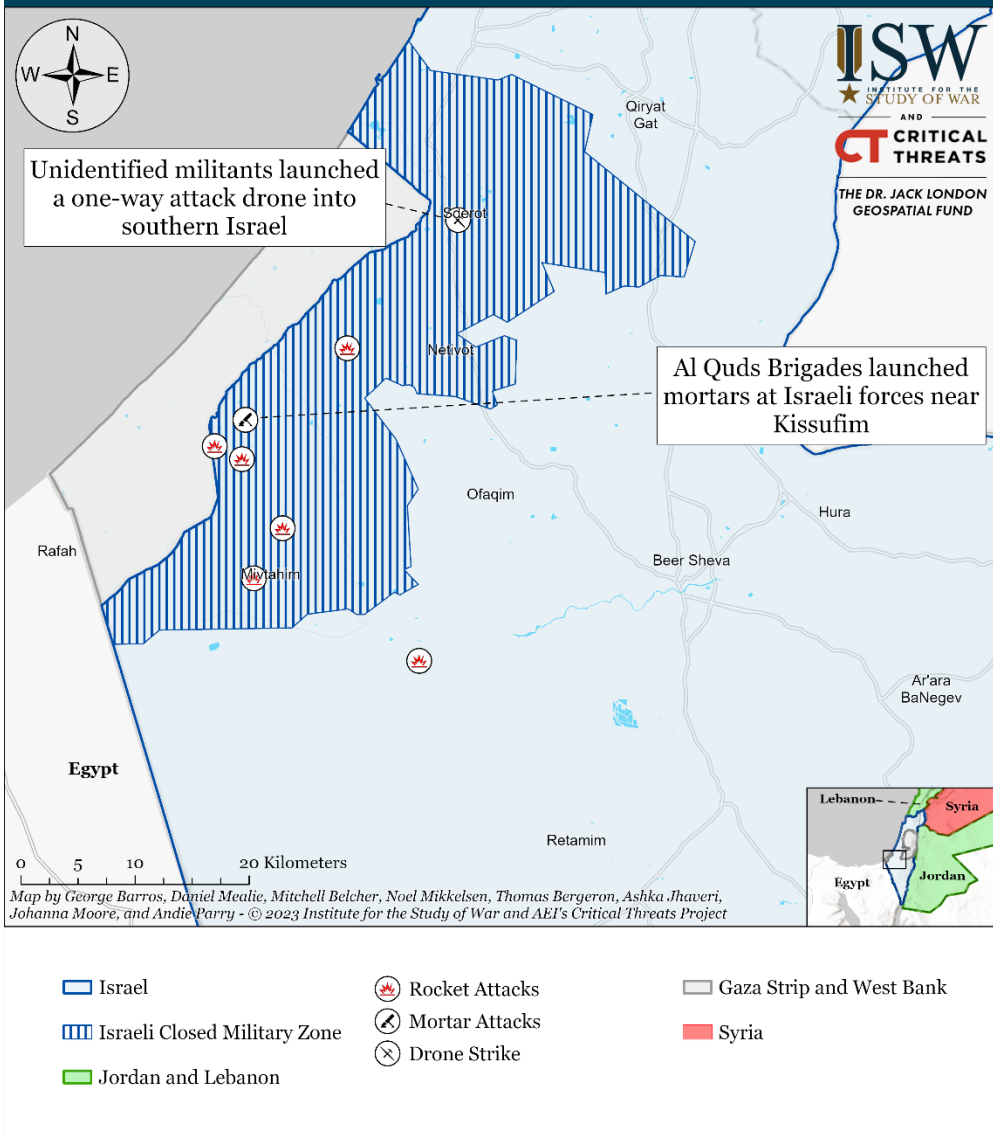 N
W E
S
ISW
INSTITUTE FOR THE
STUDY OF WAR
AND
CT CRITICAL
THREATS
THE DR. JACK LONDON
GEOSPATIAL FUND
Qiryat
Gat
Unidentified militants launched
a one-way attack drone into
southern Israel
Sderot
Netivot
Al Quds Brigades launched
mortars at Israeli forces near
Kissufim
Ofaqim
Hura
Rafah
Beer Sheva
Mivtahim
Ar'ara
BaNegev
Egypt
Retamim
Lebanon
Syria
Egypt
Jordan
0 5 10 20 Kilometers
Map by George Barros, Daniel Mealie, Mitchell Belcher, Noel Mikkelsen, Thomas Bergeron, Ashka Jhaveri,
Johanna Moore, and Andie Parry - © 2023 Institute for the Study of War and AEI's Critical Threats Project
Israel
Israeli Closed Military Zone
Jordan and Lebanon
Rocket Attacks
Mortar Attacks
Drone Strike
Gaza Strip and West Bank
Syria